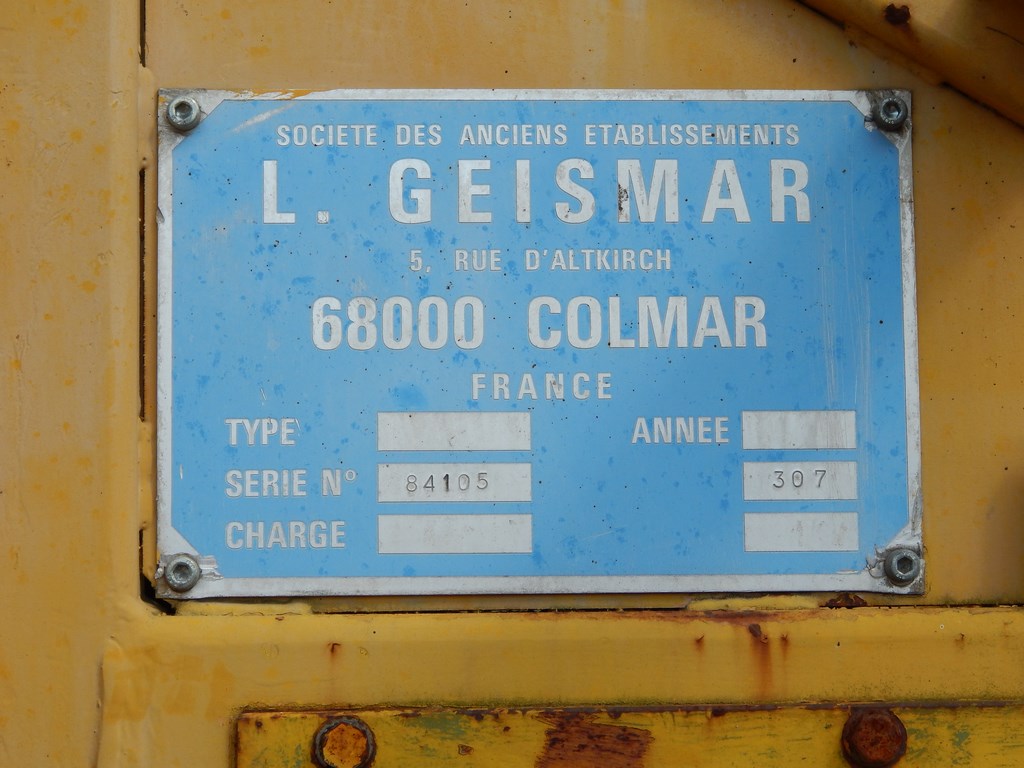 SOCIETE DES ANCIENS ETABLISSEMENTS
L. GEISMAR
5, RUE D'ALTKIRCH
68000 COLMAR
FRANCE
TYPE ANNEE
SERIE N° 84105 307
CHARGE